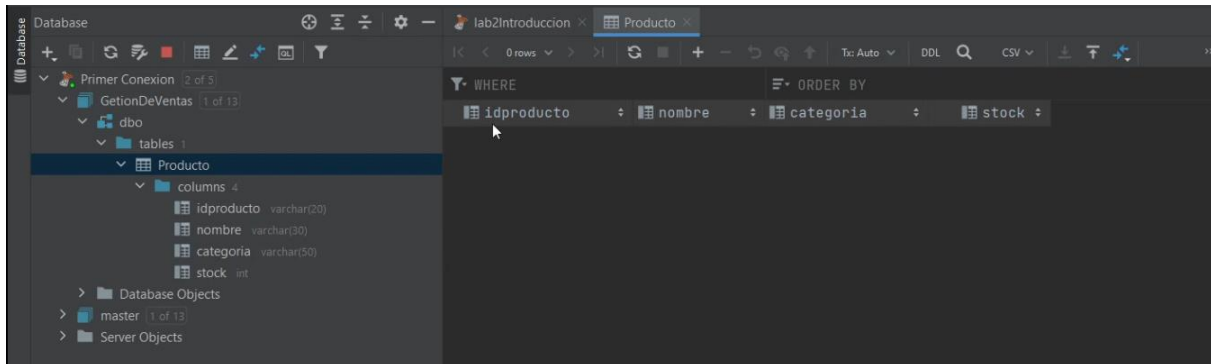 Database
Database
lab2Introduccion
Producto
0 rows
Tx: Auto
DDL
CSV
Primer Conexion 2 of 5
GetionDeVentas 1 of 13
dbo
tables 1
Producto
columns 4
idproducto varchar(20)
nombre varchar(30)
categoria varchar(50)
stock int
Database Objects
master 1 of 13
Server Objects
WHERE
ORDER BY
idproducto nombre categoria stock